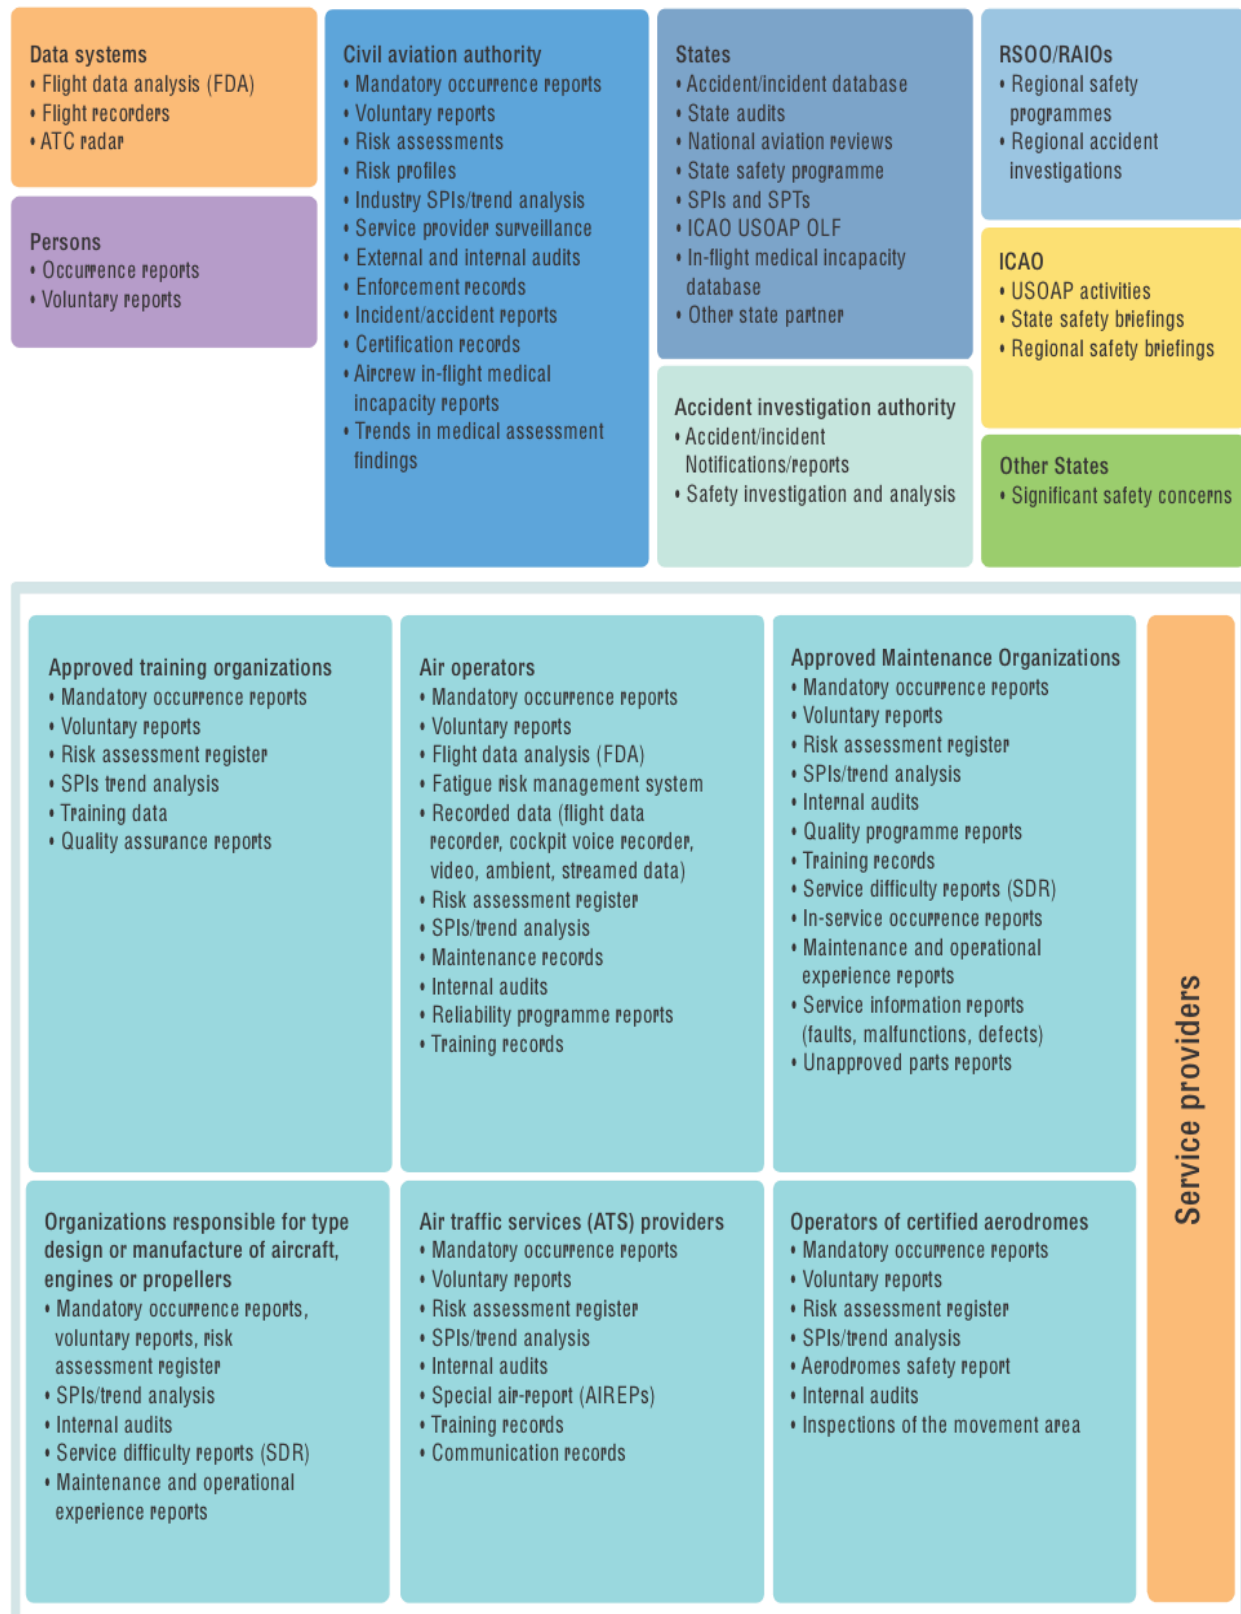 Data systems
• Flight data analysis (FDA)
• Flight recorders
• ATC radar
Persons
• Occurrence reports
• Voluntary reports
Civil aviation authority
• Mandatory occurrence reports
• Voluntary reports
• Risk assessments
• Risk profiles
• Industry SPIs/trend analysis
• Service provider surveillance
• External and internal audits
• Enforcement records
• Incident/accident reports
• Certification records
• Aircrew in-flight medical
incapacity reports
• Trends in medical assessment
findings
States
• Accident/incident database
• State audits
• National aviation reviews
• State safety programme
• SPIs and SPTs
• ICAO USOAP OLF
• In-flight medical incapacity
database
• Other state partner
Accident investigation authority
• Accident/incident
Notifications/reports
• Safety investigation and analysis
RSOO/RAIOs
• Regional safety
programmes
• Regional accident
investigations
ICAO
• USOAP activities
• State safety briefings
• Regional safety briefings
Other States
• Significant safety concerns
Approved training organizations
• Mandatory occurrence reports
• Voluntary reports
• Risk assessment register
• SPIs trend analysis
• Training data
• Quality assurance reports
Air operators
• Mandatory occurrence reports
• Voluntary reports
• Flight data analysis (FDA)
• Fatigue risk management system
• Recorded data (flight data
recorder, cockpit voice recorder,
video, ambient, streamed data)
• Risk assessment register
• SPIs/trend analysis
• Maintenance records
• Internal audits
• Reliability programme reports
• Training records
Approved Maintenance Organizations
• Mandatory occurrence reports
• Voluntary reports
• Risk assessment register
• SPIs/trend analysis
• Internal audits
• Quality programme reports
• Training records
• Service difficulty reports (SDR)
• In-service occurrence reports
• Maintenance and operational
experience reports
• Service information reports
(faults, malfunctions, defects)
• Unapproved parts reports
Organizations responsible for type
design or manufacture of aircraft,
engines or propellers
• Mandatory occurrence reports,
voluntary reports, risk
assessment register
• SPIs/trend analysis
• Internal audits
• Service difficulty reports (SDR)
• Maintenance and operational
experience reports
Air traffic services (ATS) providers
• Mandatory occurrence reports
• Voluntary reports
• Risk assessment register
• SPIs/trend analysis
• Internal audits
• Special air-report (AIREPs)
• Training records
• Communication records
Operators of certified aerodromes
• Mandatory occurrence reports
• Voluntary reports
• Risk assessment register
• SPIs/trend analysis
• Aerodromes safety report
• Internal audits
• Inspections of the movement area
Service providers